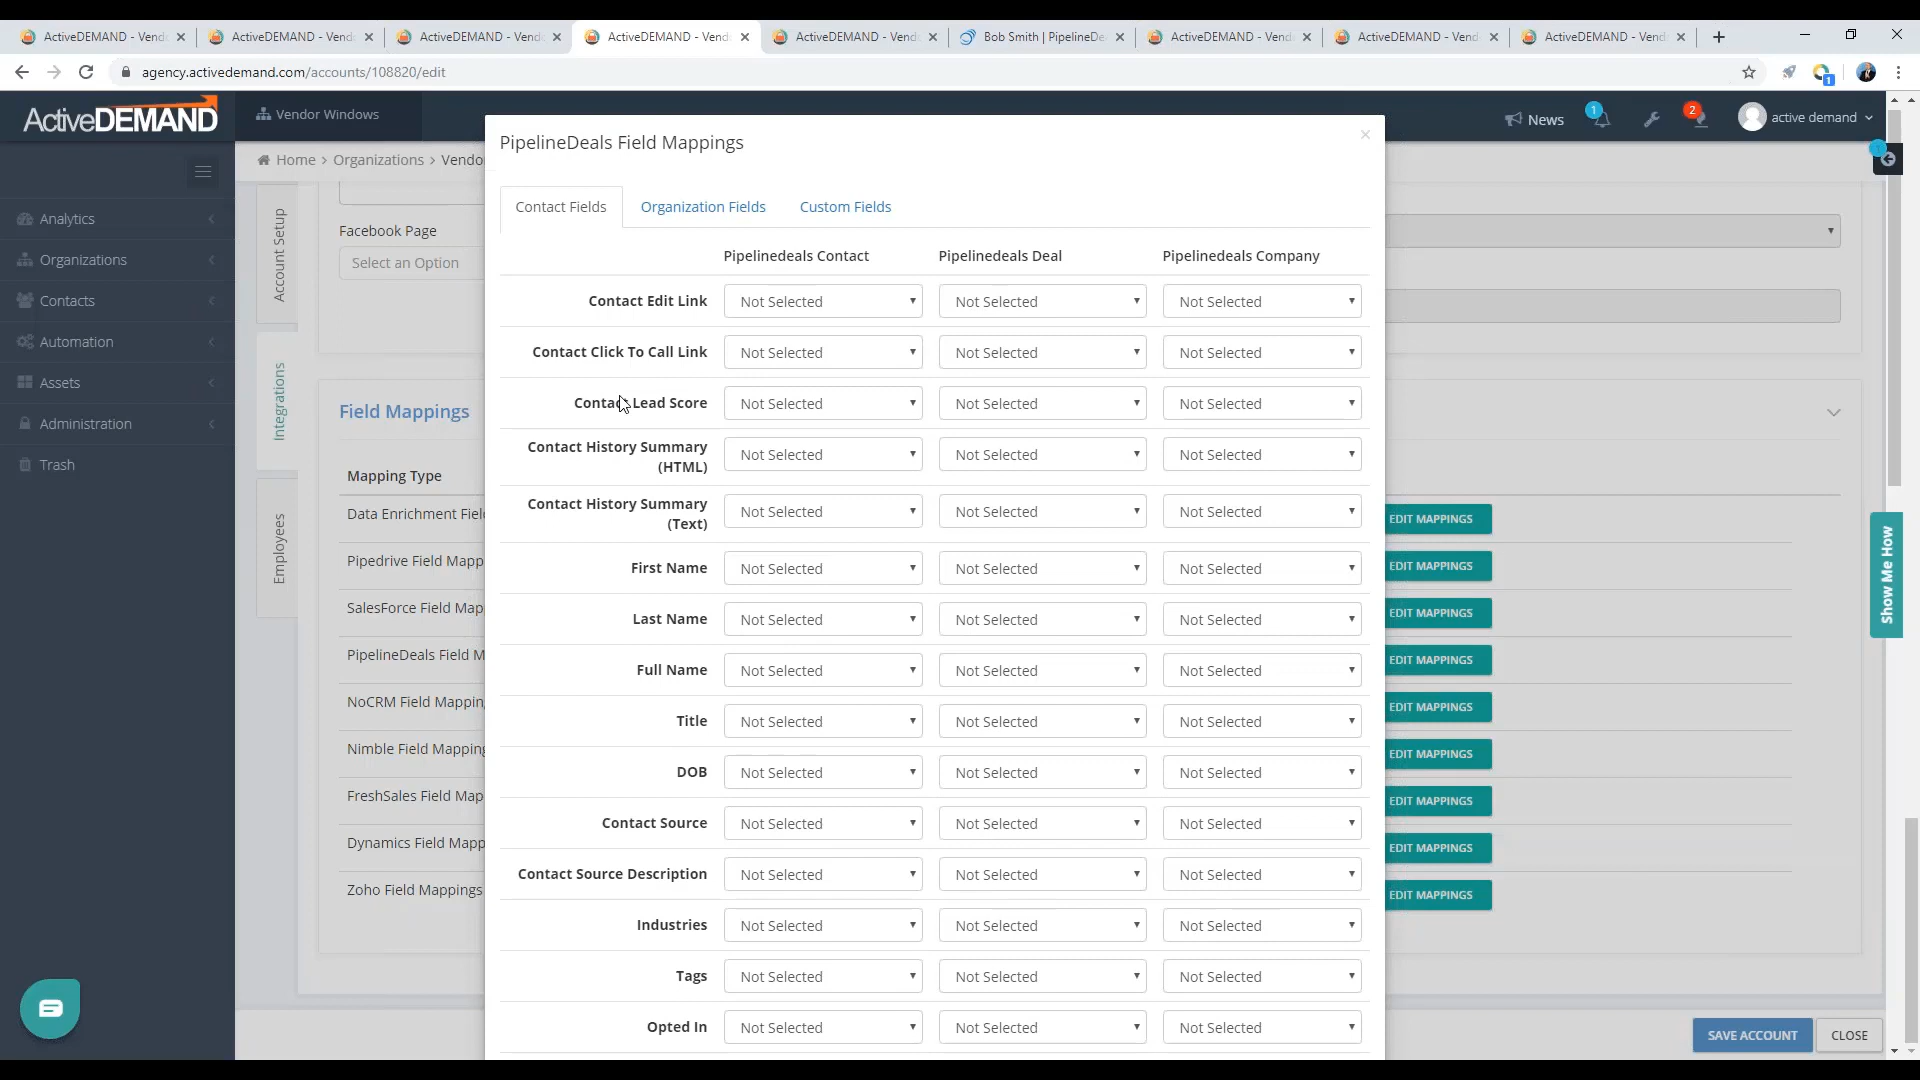 ActiveDEMAND - Vend
ActiveDEMAND - Vend
ActiveDEMAND - Vend
ActiveDEMAND - Vend
ActiveDEMAND - Vend
Bob Smith | PipelineDe
ActiveDEMAND - Vend
ActiveDEMAND - Vend
ActiveDEMAND - Vend
agency.activedemand.com/accounts/108820/edit
1
ActiveDEMAND
Vendor Windows
News
1
2
active demand
Home > Organizations > Vendo
Analytics
Organizations
Contacts
Automation
Assets
Administration
Trash
Account Setup
Integrations
Employees
Facebook Page
Select an Option
Field Mappings
Mapping Type
Data Enrichment Fiel
Pipedrive Field Mapp
SalesForce Field Map
PipelineDeals Field M
NoCRM Field Mappin
Nimble Field Mapping
FreshSales Field Map
Dynamics Field Mapp
Zoho Field Mappings
PipelineDeals Field Mappings
×
Contact Fields
Organization Fields
Custom Fields
Pipelinedeals Contact
Pipelinedeals Deal
Pipelinedeals Company
Contact Edit Link
Not Selected
Not Selected
Not Selected
Contact Click To Call Link
Not Selected
Not Selected
Not Selected
Contact Lead Score
Not Selected
Not Selected
Not Selected
Contact History Summary
(HTML)
Not Selected
Not Selected
Not Selected
Contact History Summary
(Text)
Not Selected
Not Selected
Not Selected
First Name
Not Selected
Not Selected
Not Selected
Last Name
Not Selected
Not Selected
Not Selected
Full Name
Not Selected
Not Selected
Not Selected
Title
Not Selected
Not Selected
Not Selected
DOB
Not Selected
Not Selected
Not Selected
Contact Source
Not Selected
Not Selected
Not Selected
Contact Source Description
Not Selected
Not Selected
Not Selected
Industries
Not Selected
Not Selected
Not Selected
Tags
Not Selected
Not Selected
Not Selected
Opted In
Not Selected
Not Selected
Not Selected
EDIT MAPPINGS
EDIT MAPPINGS
EDIT MAPPINGS
EDIT MAPPINGS
EDIT MAPPINGS
EDIT MAPPINGS
EDIT MAPPINGS
EDIT MAPPINGS
EDIT MAPPINGS
Show Me How
SAVE ACCOUNT
CLOSE